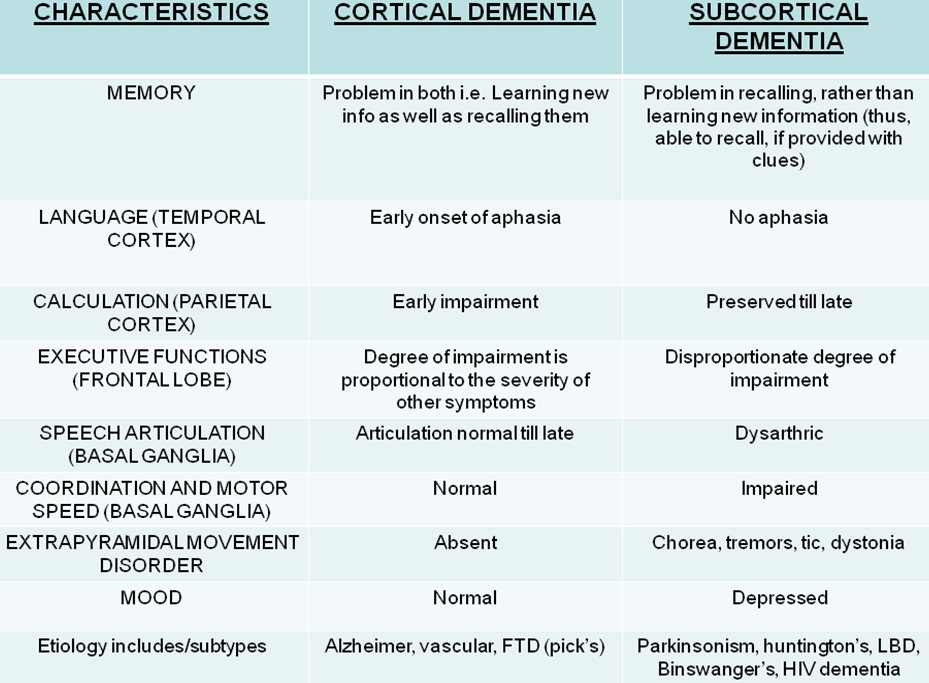 CHARACTERISTICS
CORTICAL DEMENTIA
SUBCORTICAL
DEMENTIA
MEMORY
Problem in both i.e. Learning new
info as well as recalling them
Problem in recalling, rather than
learning new information (thus,
able to recall, if provided with
clues)
LANGUAGE (TEMPORAL
CORTEX)
Early onset of aphasia
No aphasia
CALCULATION (PARIETAL
CORTEX)
Early impairment
Preserved till late
EXECUTIVE FUNCTIONS
(FRONTAL LOBE)
Degree of impairment is
proportional to the severity of
other symptoms
Disproportionate degree of
impairment
SPEECH ARTICULATION
(BASAL GANGLIA)
Articulation normal till late
Dysarthric
COORDINATION AND MOTOR
SPEED (BASAL GANGLIA)
Normal
Impaired
EXTRAPYRAMIDAL MOVEMENT
DISORDER
Absent
Chorea, tremors, tic, dystonia
MOOD
Normal
Depressed
Etiology includes/subtypes
Alzheimer, vascular, FTD (pick's)
Parkinsonism, huntington's, LBD,
Binswanger's, HIV dementia